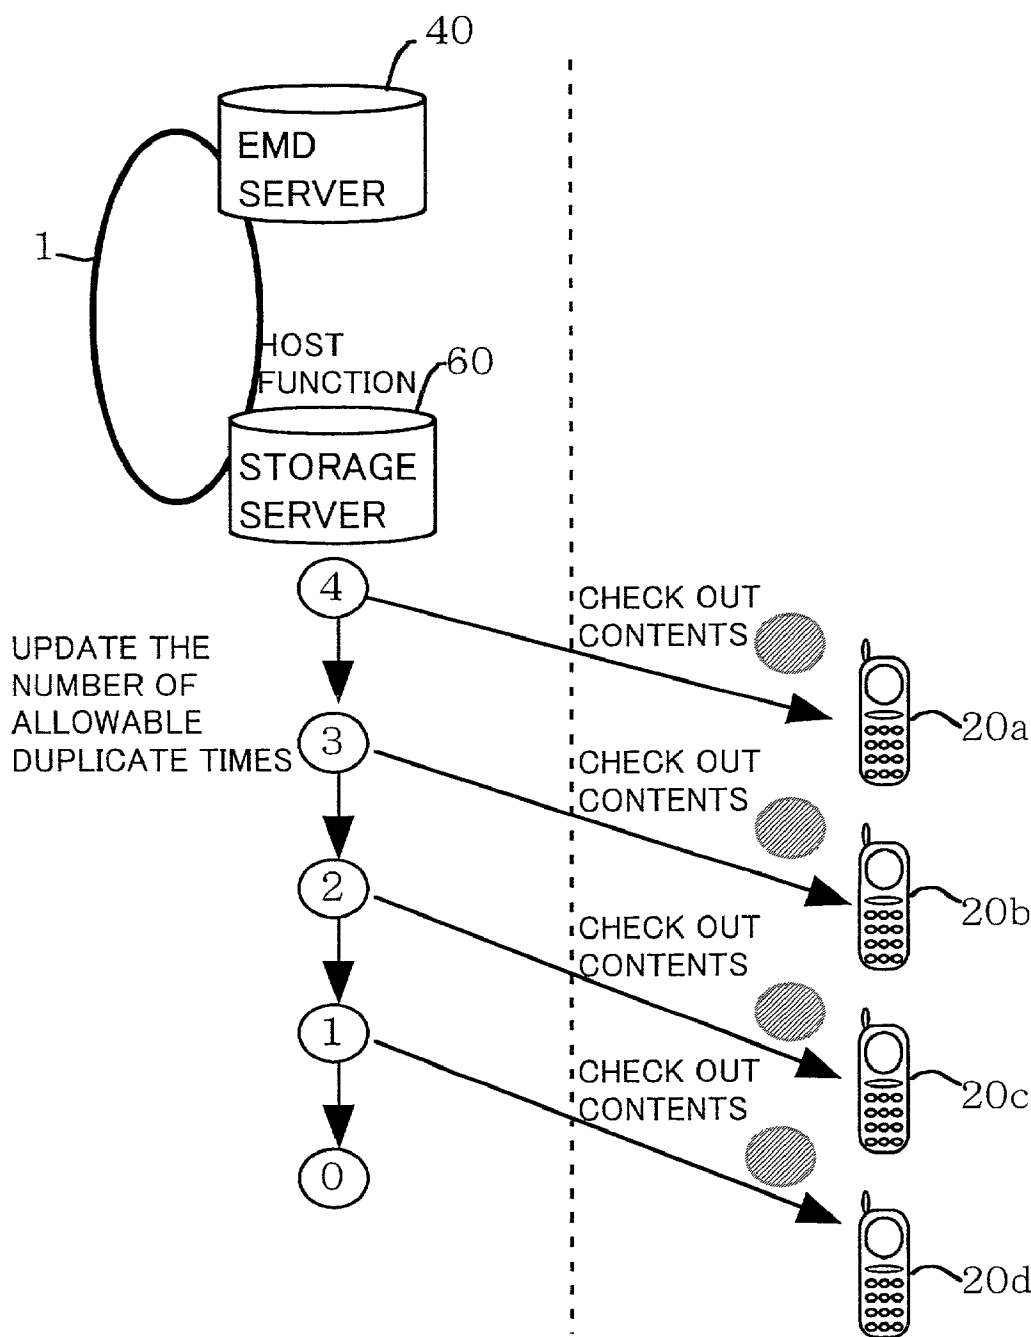 40
EMD
SERVER
1
HOST
FUNCTION
60
STORAGE
SERVER
4
CHECK OUT
CONTENTS
UPDATE THE
NUMBER OF
ALLOWABLE
DUPLICATE TIMES
20a
3
CHECK OUT
CONTENTS
20b
2
CHECK OUT
CONTENTS
20c
1
CHECK OUT
CONTENTS
0
20d